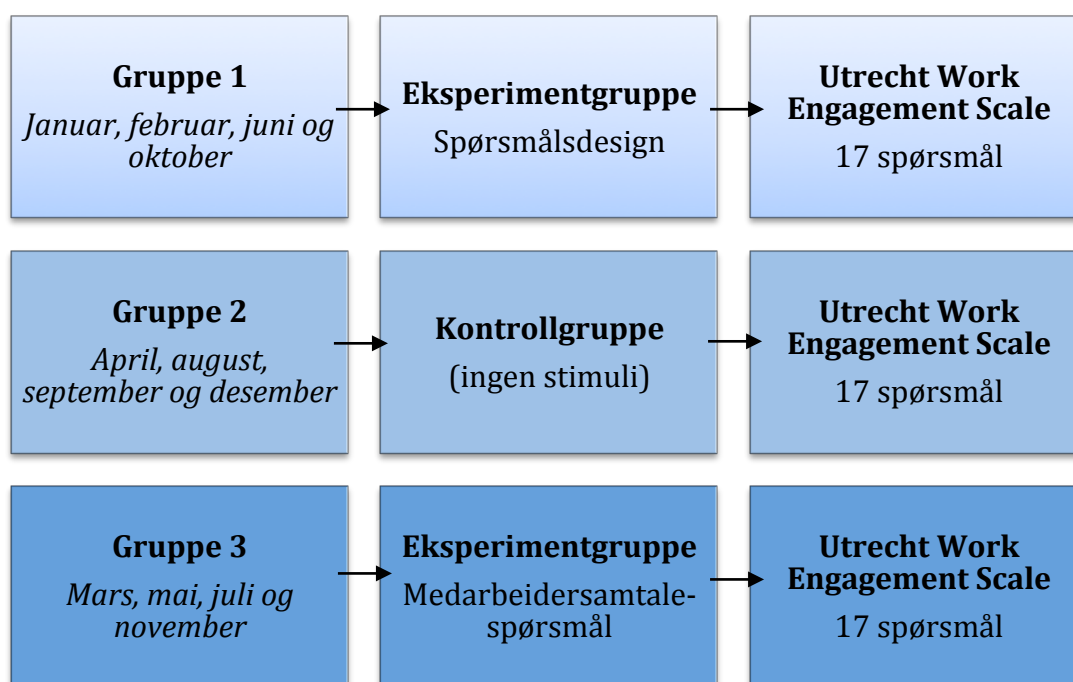 Gruppe 1
Januar, februar, juni og
oktober
Eksperimentgruppe
Spørsmålsdesign
Utrecht Work
Engagement Scale
17 spørsmål
Gruppe 2
April, august,
september og desember
Kontrollgruppe
(ingen stimuli)
Utrecht Work
Engagement Scale
17 spørsmål
Gruppe 3
Mars, mai, juli og
november
Eksperimentgruppe
Medarbeidersamtale-
spørsmål
Utrecht Work
Engagement Scale
17 spørsmål